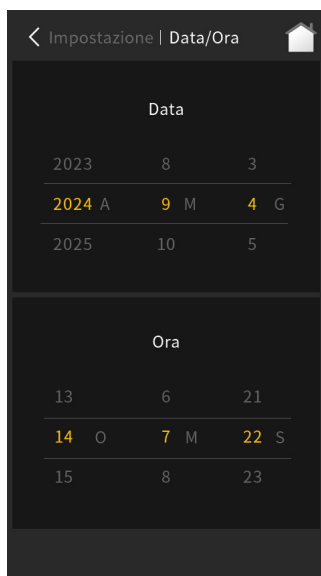 Impostazione | Data/Ora
Data
2023 8 3
2024 A 9 M 4 G
2025 10 5
Ora
13 6 21
14 O 7 M 22 S
15 8 23